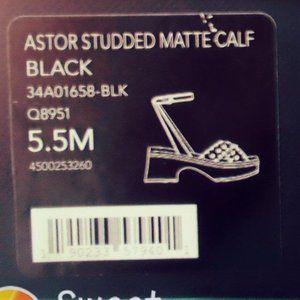 ASTOR STUDDED MATTE CALF
BLACK
34A01658-BLK
Q8951
5.5M
4500253260